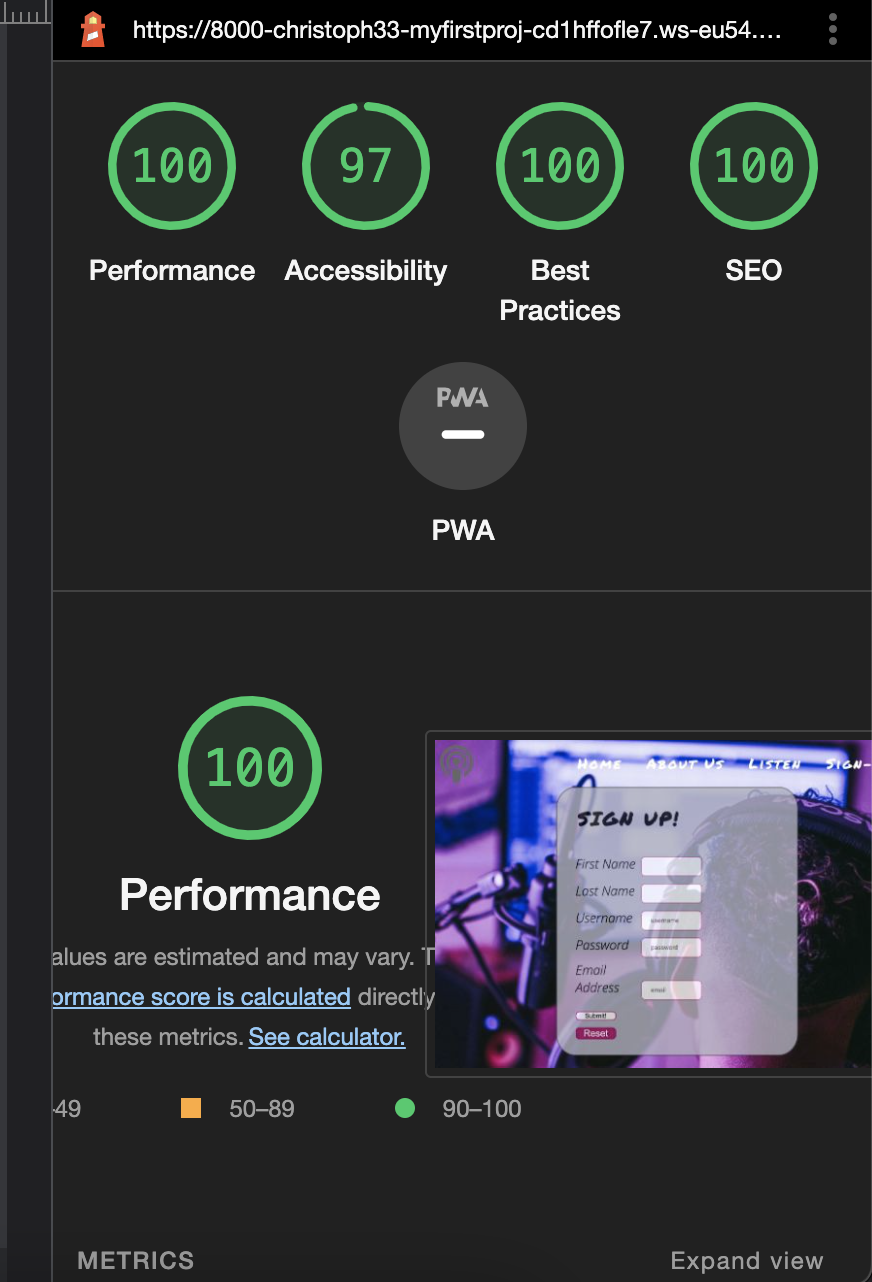 https://8000-christoph33-myfirstproj-cd1hffofle7.ws-eu54....
100
97
100
100
Performance
Accessibility
Best
Practices
SEO
PWA
PWA
100
Performance
alues are estimated and may vary. T
ormance score is calculated directly
these metrics. See calculator.
-49
50–89
90–100
Home About Us Listen Sign-
SIGN UP!
First Name
Last Name
Username username
Password password
Email
Address email
Submit!
Reset
METRICS
Expand view